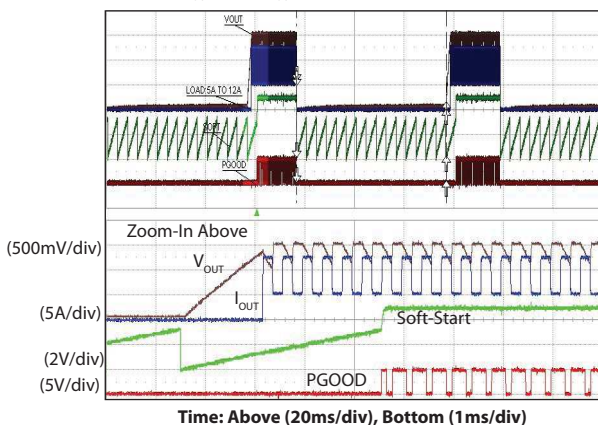 VOUT
LOAD:5A TO 12A
SOFT
PGOOD
Zoom-In Above
(500mV/div)
VOUT
IOUT
(5A/div)
Soft-Start
(2V/div)
(5V/div)
PGOOD
Time: Above (20ms/div), Bottom (1ms/div)